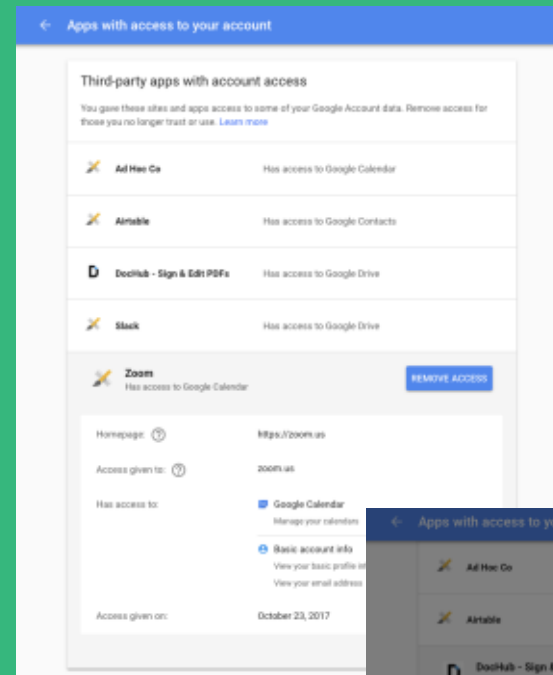 Apps with access to your account
Third-party apps with account access
You gave these sites and apps access to some of your Google Account data. Remove access for
those you no longer trust or use. Learn more
Ad Hoc Co Has access to Google Calendar
Airtable Has access to Google Contacts
DocHub - Sign & Edit PDFs Has access to Google Drive
Slack Has access to Google Drive
Zoom
Has access to Google Calendar
REMOVE ACCESS
Homepage: https://zoom.us
Access given to: zoom.us
Has access to: Google Calendar
Manage your calendars
Basic account info
View your basic profile in
View your email address
Access given on: October 23, 2017
Apps with access to yo
Ad Hoc Co
Airtable
DocHub - Sign &